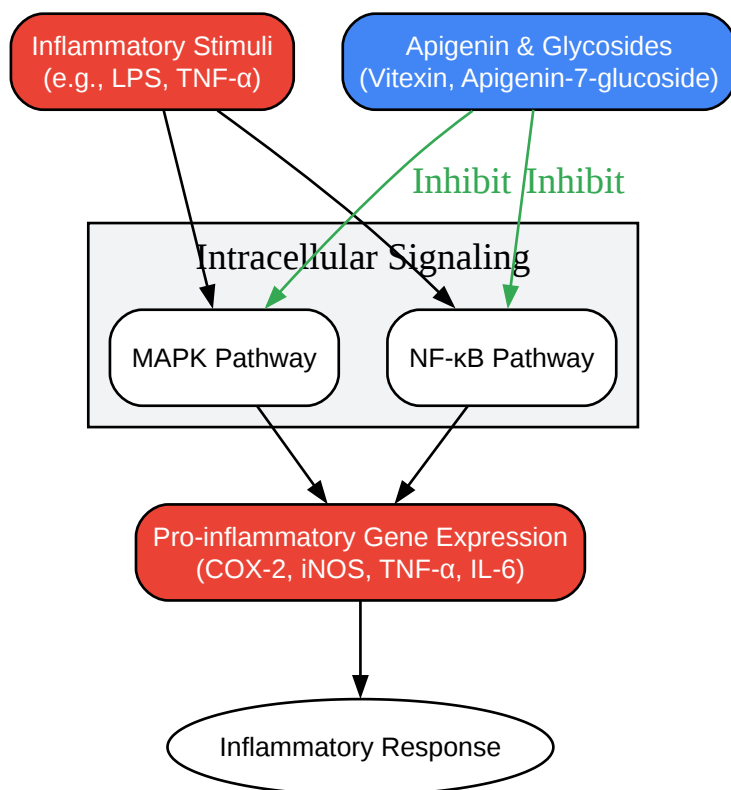 Inflammatory Stimuli
(e.g., LPS, TNF-α)
Apigenin & Glycosides
(Vitexin, Apigenin-7-glucoside)
Inhibit
Inhibit
Intracellular Signaling
MAPK Pathway
NF-κB Pathway
Pro-inflammatory Gene Expression
(COX-2, iNOS, TNF-α, IL-6)
Inflammatory Response